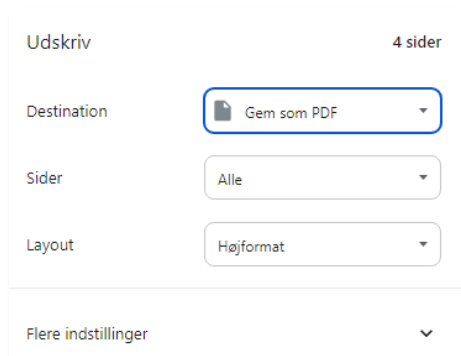 Udskriv 4 sider
Destination Gem som PDF
Sider Alle
Layout Højformat
Flere indstillinger